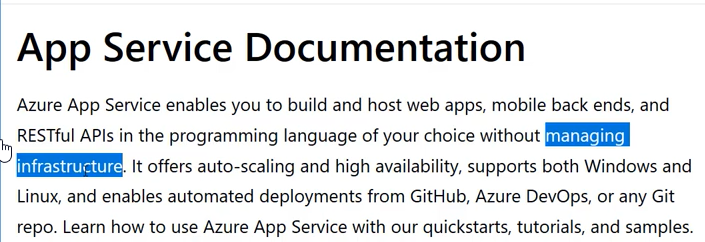 App Service Documentation
Azure App Service enables you to build and host web apps, mobile back ends, and
RESTful APIs in the programming language of your choice without managing
infrastructure. It offers auto-scaling and high availability, supports both Windows and
Linux, and enables automated deployments from GitHub, Azure DevOps, or any Git
repo. Learn how to use Azure App Service with our quickstarts, tutorials, and samples.